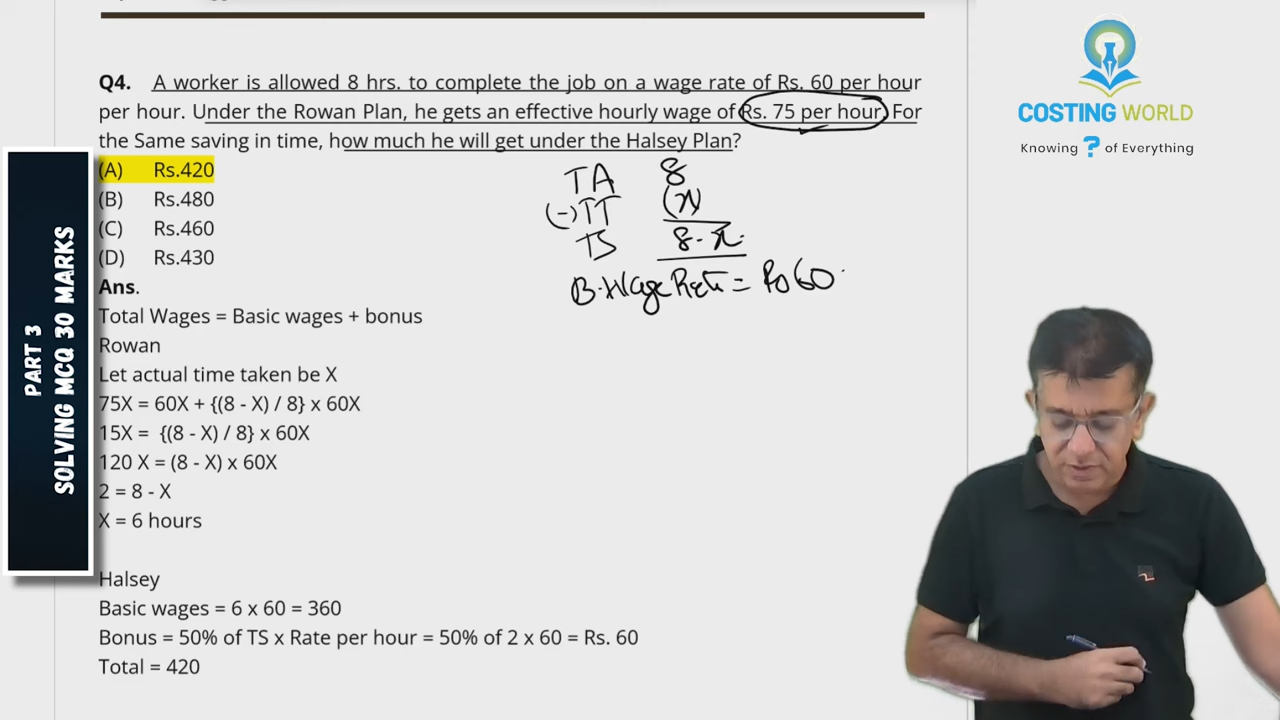 Q4. A worker is allowed 8 hrs. to complete the job on a wage rate of Rs. 60 per hour
per hour. Under the Rowan Plan, he gets an effective hourly wage of Rs. 75 per hour. For
the Same saving in time, how much he will get under the Halsey Plan?
(A) Rs.420
(B) Rs.480
(C) Rs.460
(D) Rs.430
TA 8
(-) TT (x)
TS 8-x.
B.Wage Rate = Rs 60
Ans.
Total Wages = Basic wages + bonus
Rowan
Let actual time taken be X
75X = 60X + {(8 - X) / 8} x 60X
15X = {(8 - X) / 8} x 60X
120 X = (8 - X) x 60X
2 = 8 - X
X = 6 hours
Halsey
Basic wages = 6 x 60 = 360
Bonus = 50% of TS x Rate per hour = 50% of 2 x 60 = Rs. 60
Total = 420
PART 3
SOLVING MCQ 30 MARKS
COSTING WORLD
Knowing ? of Everything